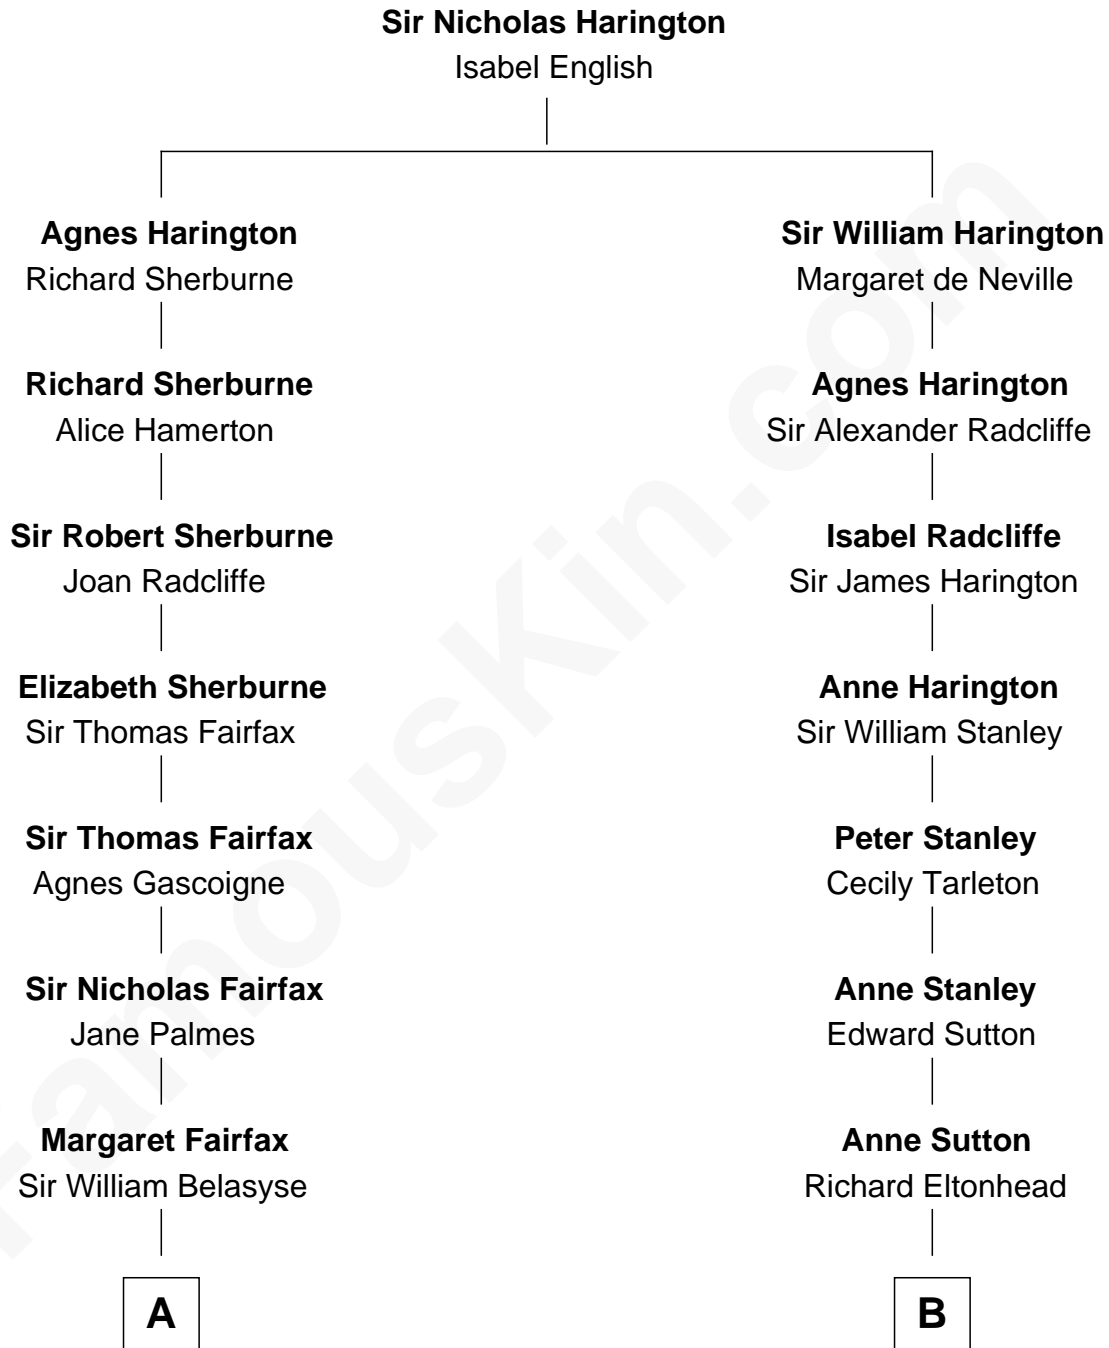 Sir Nicholas Harington
Isabel English
Agnes Harington
Richard Sherburne
Sir William Harington
Margaret de Neville
Richard Sherburne
Alice Hamerton
Agnes Harington
Sir Alexander Radcliffe
Sir Robert Sherburne
Joan Radcliffe
Isabel Radcliffe
Sir James Harington
Elizabeth Sherburne
Sir Thomas Fairfax
Anne Harington
Sir William Stanley
Sir Thomas Fairfax
Agnes Gascoigne
Peter Stanley
Cecily Tarleton
Sir Nicholas Fairfax
Jane Palmes
Anne Stanley
Edward Sutton
Margaret Fairfax
Sir William Belasyse
Anne Sutton
Richard Eltonhead
A
B
FamousKin.com